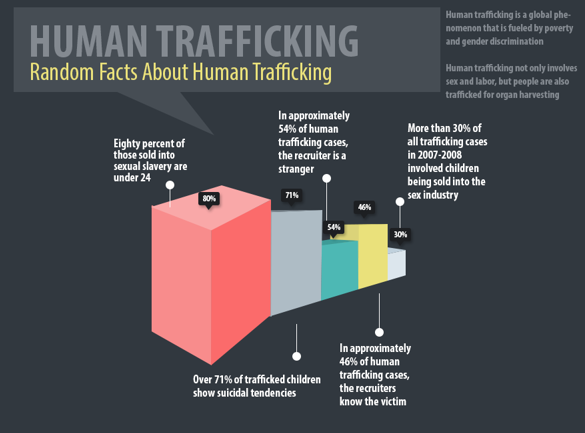 HUMAN TRAFFICKING
Random Facts About Human Trafficking
Human trafficking is a global phe-
nomenon that is fueled by poverty
and gender discrimination
Human trafficking not only involves
sex and labor, but people are also
trafficked for organ harvesting
Eighty percent of
those sold into
sexual slavery are
under 24
In approximately
54% of human
trafficking cases,
the recruiter is a
stranger
More than 30% of
all trafficking cases
in 2007-2008
involved children
being sold into the
sex industry
80%
71%
54%
46%
30%
Over 71% of trafficked children
show suicidal tendencies
In approximately
46% of human
trafficking cases,
the recruiters
know the victim